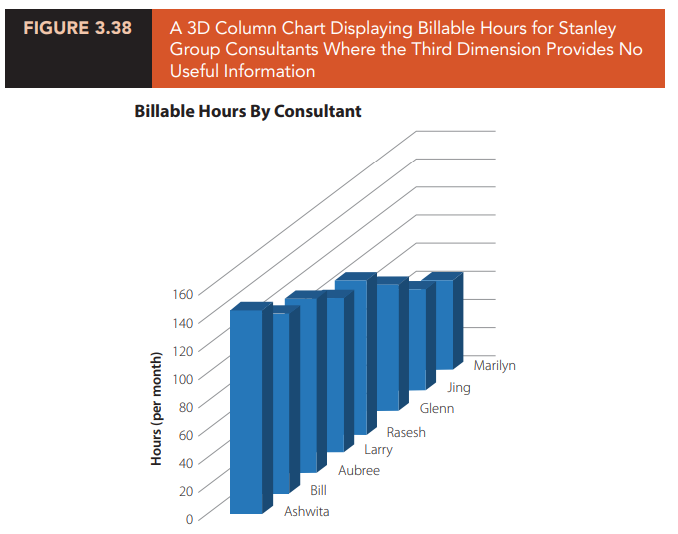 FIGURE 3.38
A 3D Column Chart Displaying Billable Hours for Stanley
Group Consultants Where the Third Dimension Provides No
Useful Information
Billable Hours By Consultant
Hours (per month)
160
140
120
100
80
60
40
20
0
Marilyn
Jing
Glenn
Rasesh
Larry
Aubree
Bill
Ashwita